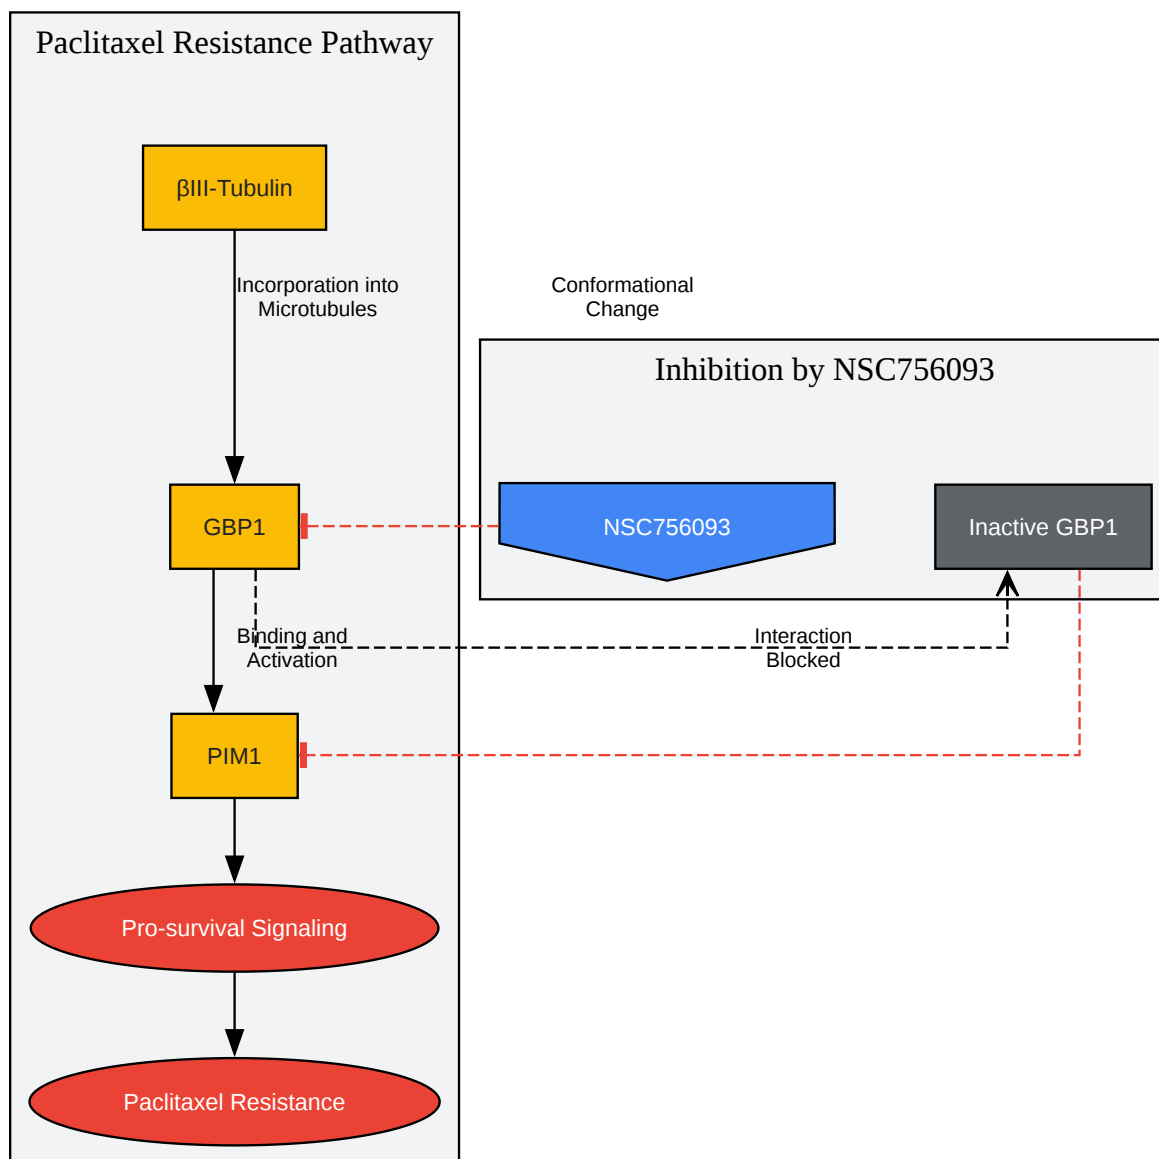 Paclitaxel Resistance Pathway
βIII-Tubulin
Incorporation into
Microtubules
Conformational
Change
Inhibition by NSC756093
GBP1
NSC756093
Inactive GBP1
Binding and
Activation
Interaction
Blocked
PIM1
Pro-survival Signaling
Paclitaxel Resistance